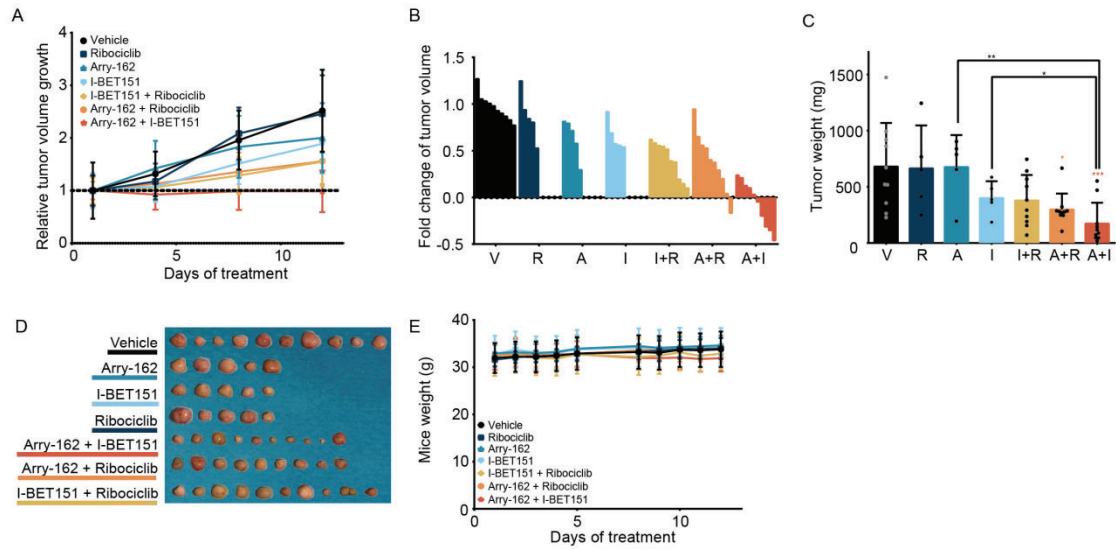 A
Relative tumor volume growth
4
3
2
1
0
0
5
10
Days of treatment
Vehicle
Ribociclib
Arry-162
I-BET151
I-BET151 + Ribociclib
Arry-162 + Ribociclib
Arry-162 + I-BET151
B
Fold change of tumor volume
1.5
1.0
0.5
0.0
-0.5
V R A I I+R A+R A+I
C
Tumor weight (mg)
1500
1000
500
0
**
*
*
***
V R A I I+R A+R A+I
D
Vehicle
Arry-162
I-BET151
Ribociclib
Arry-162 + I-BET151
Arry-162 + Ribociclib
I-BET151 + Ribociclib
E
Mice weight (g)
40
30
20
10
0
0
5
10
Days of treatment
Vehicle
Ribociclib
Arry-162
I-BET151
I-BET151 + Ribociclib
Arry-162 + Ribociclib
Arry-162 + I-BET151